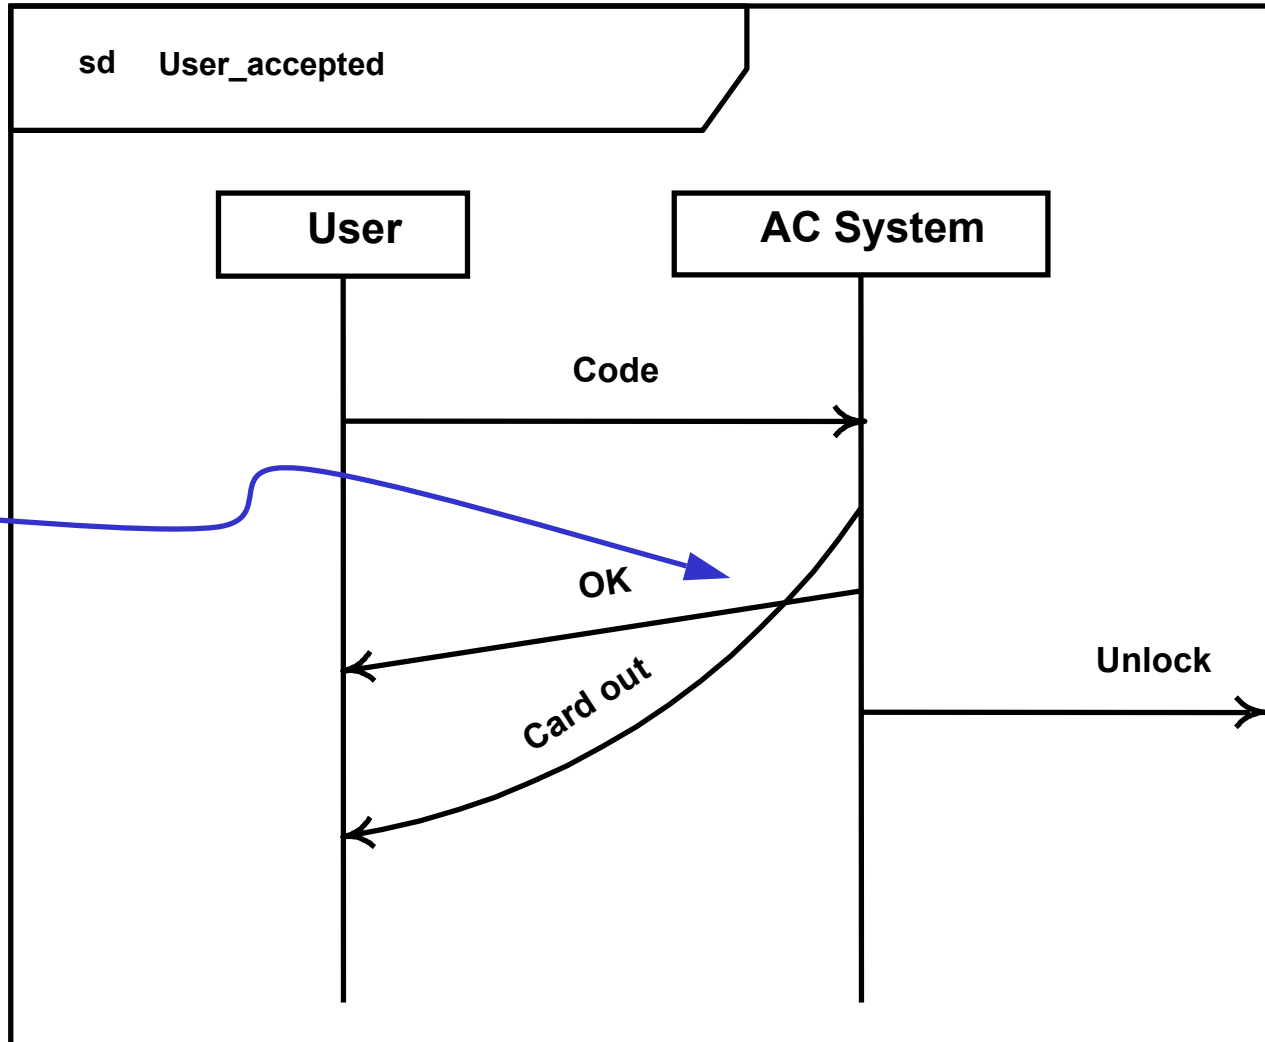 sd User_accepted
User
AC System
Code
OK
Card out
Unlock